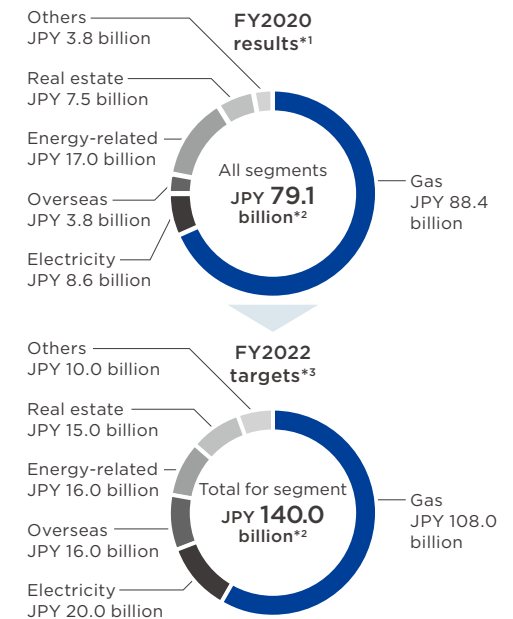 FY2020
results*1
Others
JPY 3.8 billion
Real estate
JPY 7.5 billion
Energy-related
JPY 17.0 billion
Overseas
JPY 3.8 billion
Electricity
JPY 8.6 billion
All segments
JPY 79.1
billion*2
Gas
JPY 88.4
billion
FY2022
targets*3
Others
JPY 10.0 billion
Real estate
JPY 15.0 billion
Energy-related
JPY 16.0 billion
Overseas
JPY 16.0 billion
Electricity
JPY 20.0 billion
Total for segment
JPY 140.0
billion*2
Gas
JPY 108.0
billion